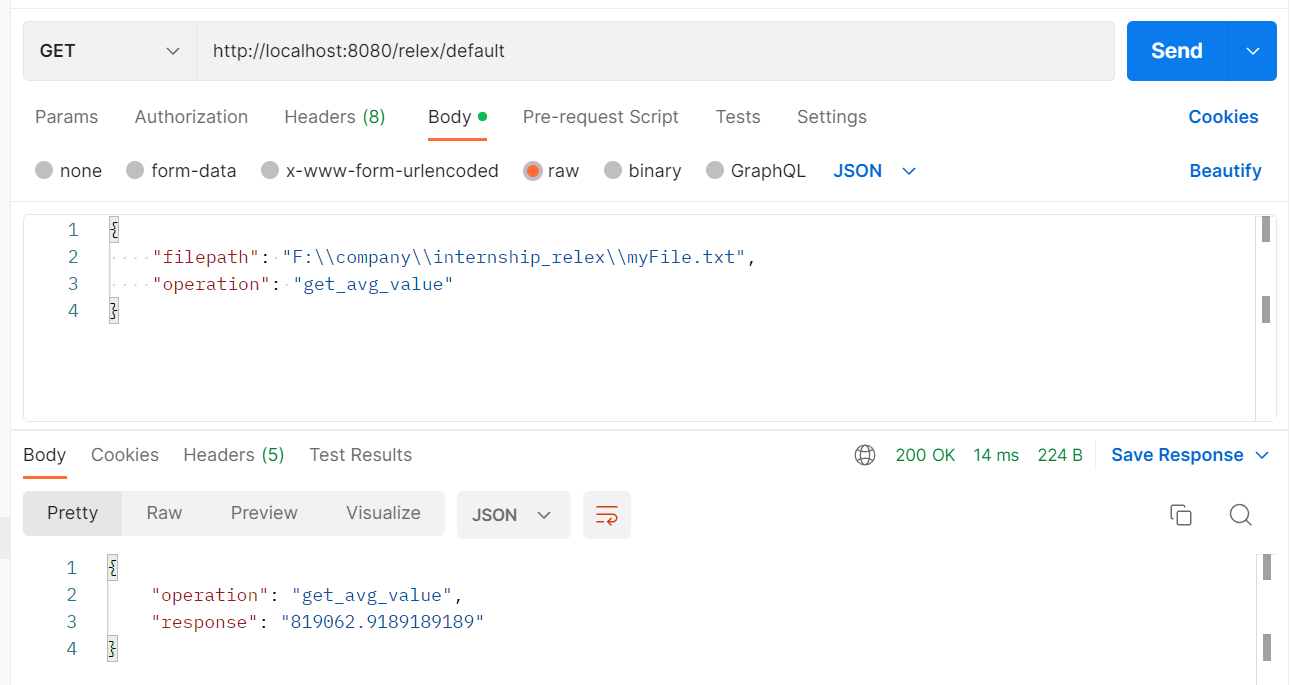 GET http://localhost:8080/relex/default Send
Params Authorization Headers (8) Body Pre-request Script Tests Settings Cookies
none form-data x-www-form-urlencoded raw binary GraphQL JSON Beautify
1 {
2 "filepath": "F:\\company\\internship_relex\\myFile.txt",
3 "operation": "get_avg_value"
4 }
Body Cookies Headers (5) Test Results 200 OK 14 ms 224 B Save Response
Pretty Raw Preview Visualize JSON
1 {
2 "operation": "get_avg_value",
3 "response": "819062.9189189189"
4 }